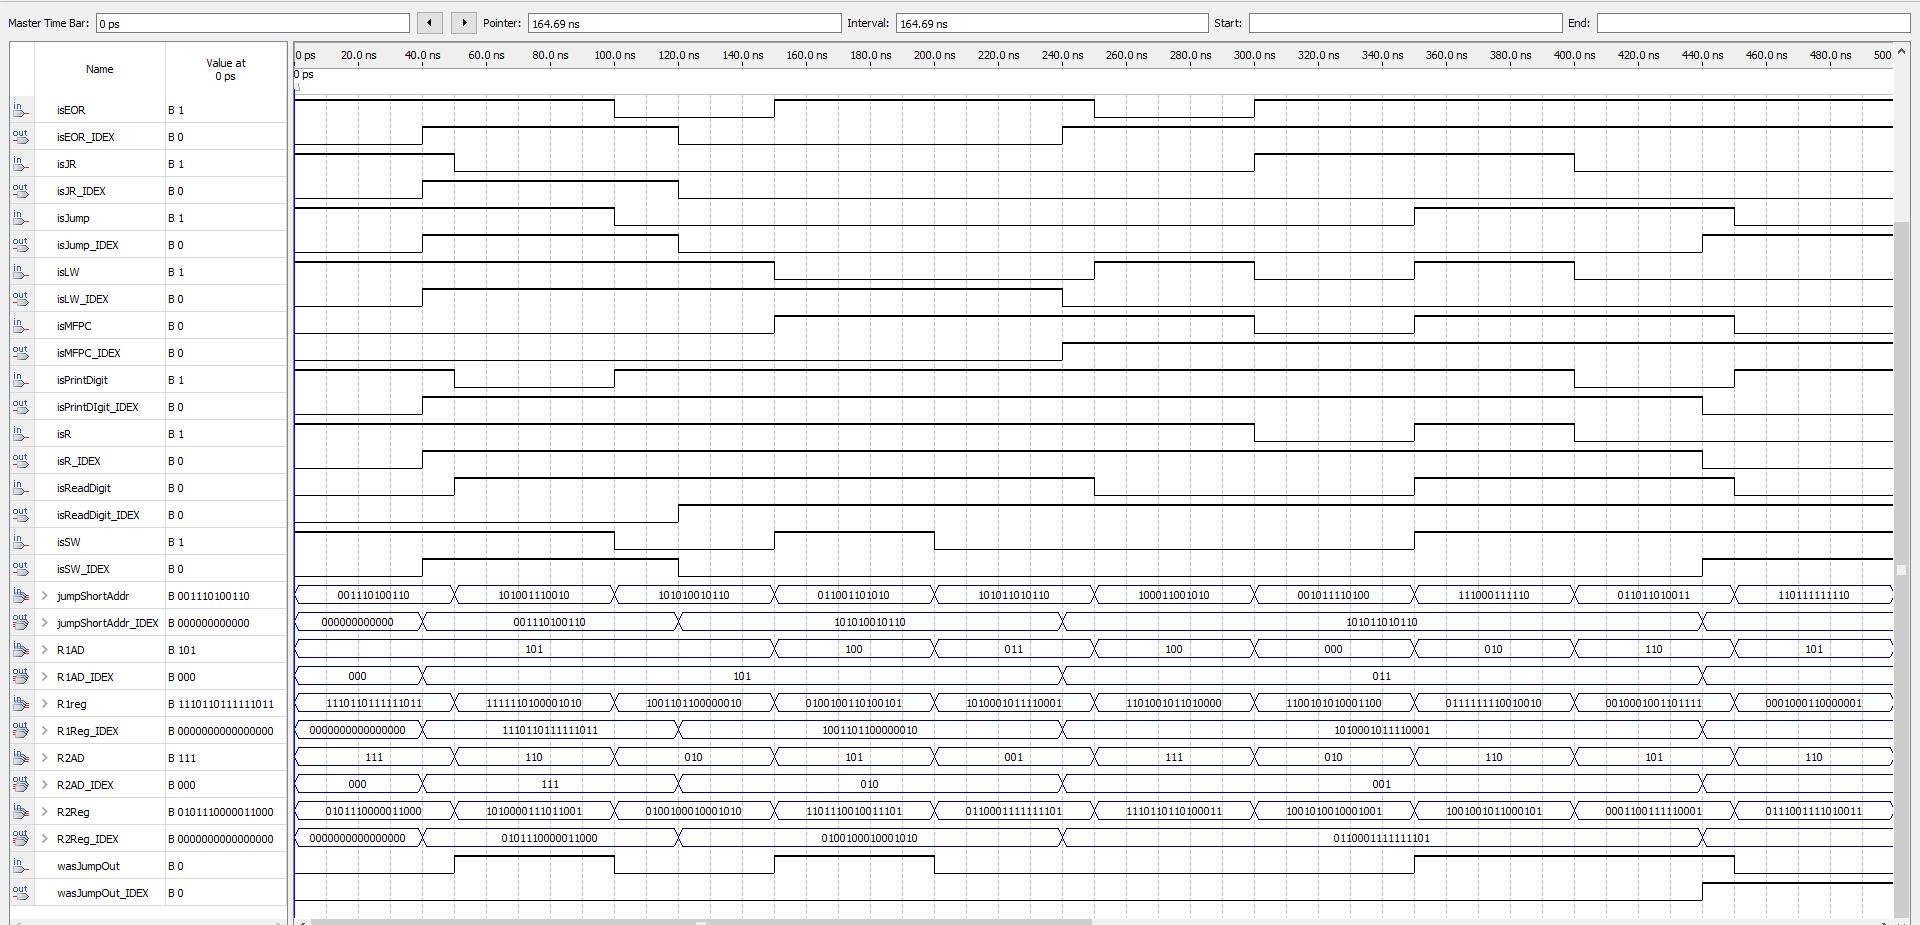 Master Time Bar: 0 ps Pointer: 164.69 ns Interval: 164.69 ns Start: End:
Name Value at 0 ps
0 ps 20.0 ns 40.0 ns 60.0 ns 80.0 ns 100.0 ns 120.0 ns 140.0 ns 160.0 ns 180.0 ns 200.0 ns 220.0 ns 240.0 ns 260.0 ns 280.0 ns 300.0 ns 320.0 ns 340.0 ns 360.0 ns 380.0 ns 400.0 ns 420.0 ns 440.0 ns 460.0 ns 480.0 ns 500.
0 ps
in isEOR B 1
out isEOR_IDEX B 0
in isJR B 1
out isJR_IDEX B 0
in isJump B 1
out isJump_IDEX B 0
in isLW B 1
out isLW_IDEX B 0
in isMFPC B 0
out isMFPC_IDEX B 0
in isPrintDigit B 1
out isPrintDIgit_IDEX B 0
in isR B 1
out isR_IDEX B 0
in isReadDigit B 0
out isReadDigit_IDEX B 0
in isSW B 1
out isSW_IDEX B 0
in jumpShortAddr B 001110100110 001110100110 101001110010 101010010110 011001101010 101011010110 100011001010 001011110100 111000111110 011011010011 110111111110
out jumpShortAddr_IDEX B 000000000000 000000000000 001110100110 101010010110 101011010110
in R1AD B 101 101 100 011 100 000 010 110 101
out R1AD_IDEX B 000 000 101 011
in R1reg B 1110110111111011 1110110111111011 1111110100001010 1001101100000010 0100100110100101 1010001011110001 1101001011010000 1100101010001100 0111111110010010 0010001001101111 0001000110000001
out R1Reg_IDEX B 0000000000000000 0000000000000000 1110110111111011 1001101100000010 1010001011110001
in R2AD B 111 111 110 010 101 001 111 010 110 101 110
out R2AD_IDEX B 000 000 111 010 001
in R2Reg B 0101110000011000 0101110000011000 1010000111011001 0100100010001010 1101110010011101 0110001111111101 1110110110100011 1001010010001001 1001001011000101 0001100111110001 0111001111010011
out R2Reg_IDEX B 0000000000000000 0000000000000000 0101110000011000 0100100010001010 0110001111111101
in wasJumpOut B 0
out wasJumpOut_IDEX B 0